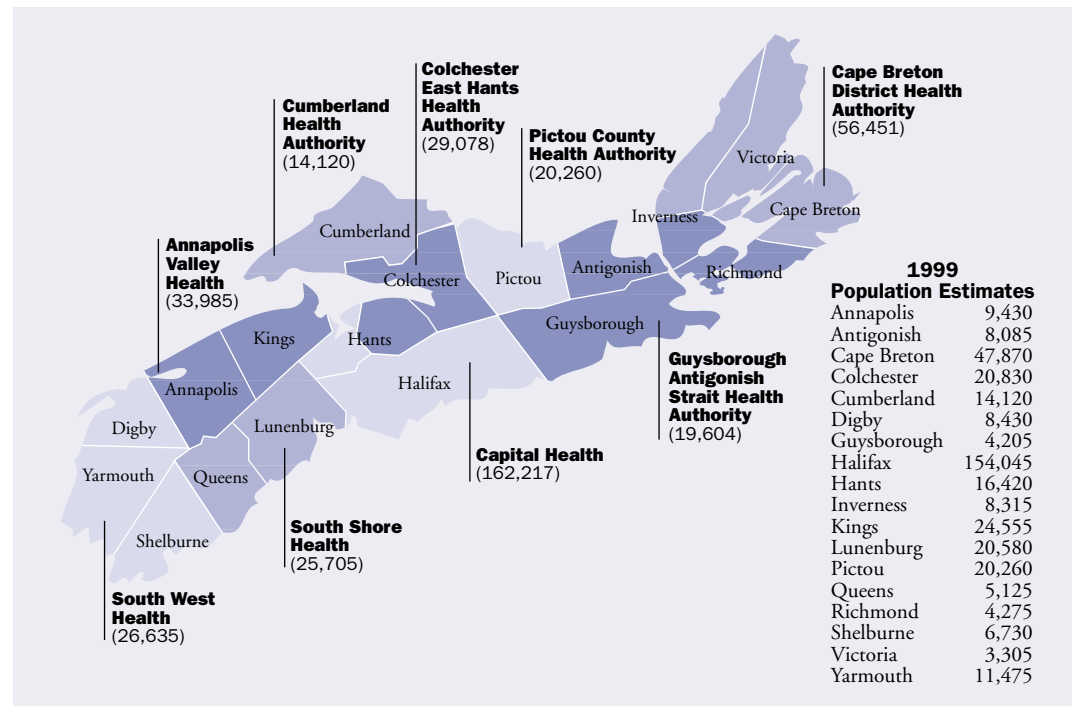 Colchester
East Hants
Health
Authority
(29,078)
Cape Breton
District Health
Authority
(56,451)
Cumberland
Health
Authority
(14,120)
Pictou County
Health Authority
(20,260)
Victoria
Inverness
Cape Breton
Cumberland
Annapolis
Valley
Health
(33,985)
Colchester
Pictou
Antigonish
Richmond
Kings
Hants
Guysborough
Annapolis
Halifax
Guysborough
Antigonish
Strait Health
Authority
(19,604)
Digby
Lunenburg
Capital Health
(162,217)
Yarmouth
Queens
Shelburne
South Shore
Health
(25,705)
South West
Health
(26,635)
1999
Population Estimates
Annapolis 9,430
Antigonish 8,085
Cape Breton 47,870
Colchester 20,830
Cumberland 14,120
Digby 8,430
Guysborough 4,205
Halifax 154,045
Hants 16,420
Inverness 8,315
Kings 24,555
Lunenburg 20,580
Pictou 20,260
Queens 5,125
Richmond 4,275
Shelburne 6,730
Victoria 3,305
Yarmouth 11,475